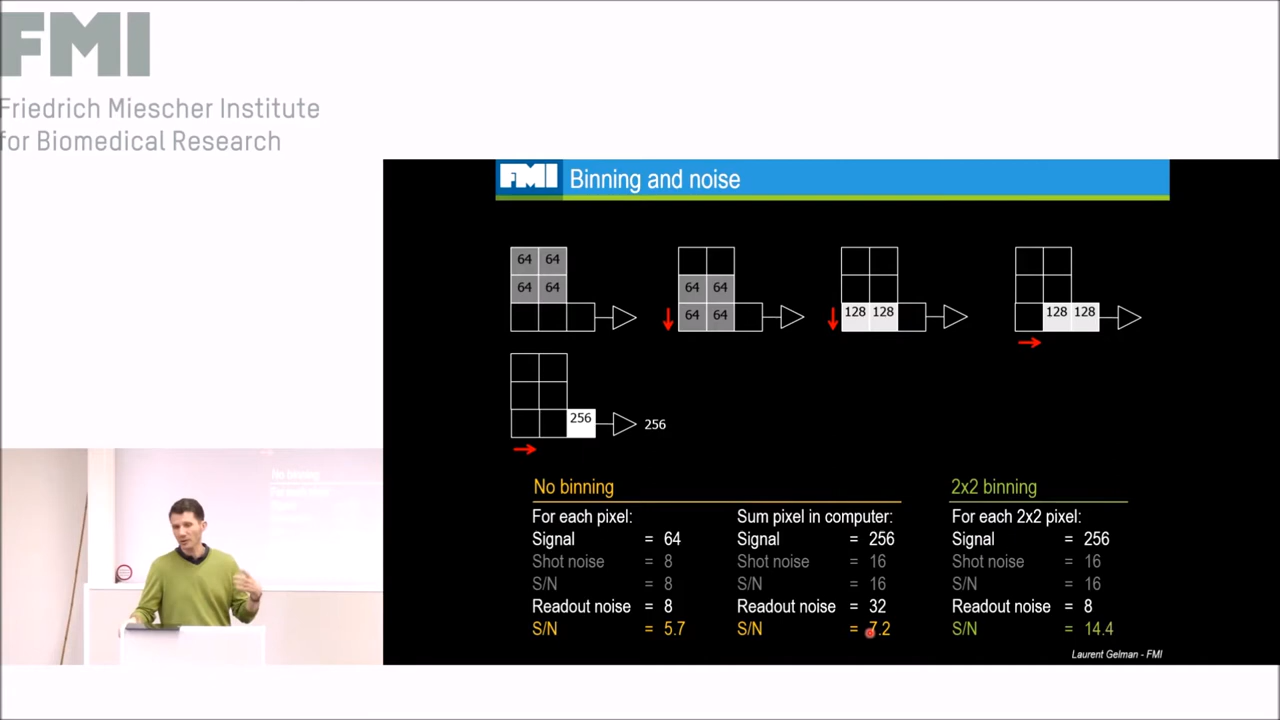 FMI
Friedrich Miescher Institute
for Biomedical Research
FMI Binning and noise
64 64
64 64
64 64
64 64
128 128
128 128
256
256
No binning
For each pixel:
Signal = 64
Shot noise = 8
S/N = 8
Readout noise = 8
S/N = 5.7
Sum pixel in computer:
Signal = 256
Shot noise = 16
S/N = 16
Readout noise = 32
S/N = 7.2
2x2 binning
For each 2x2 pixel:
Signal = 256
Shot noise = 16
S/N = 16
Readout noise = 8
S/N = 14.4
Laurent Gelman - FMI
No binning